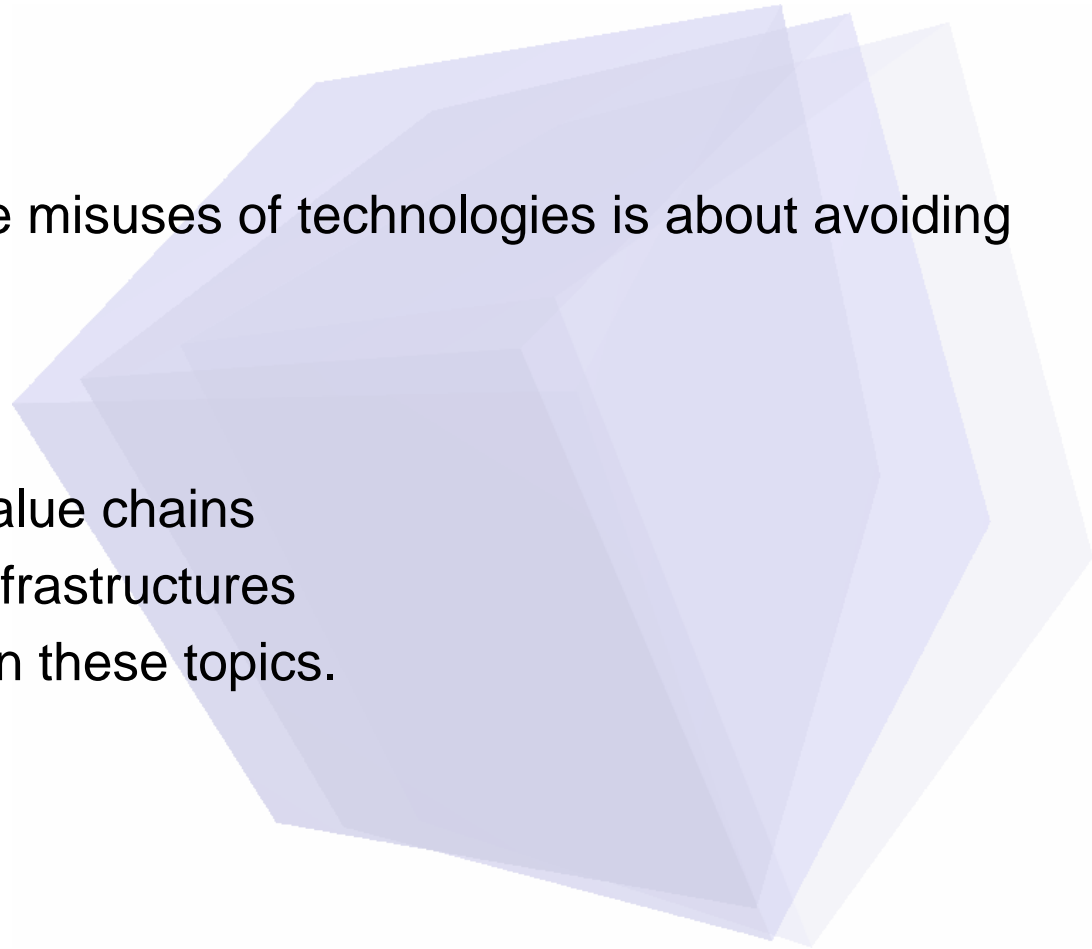 e misuses of technologies is about avoiding
alue chains
frastructures
n these topics.